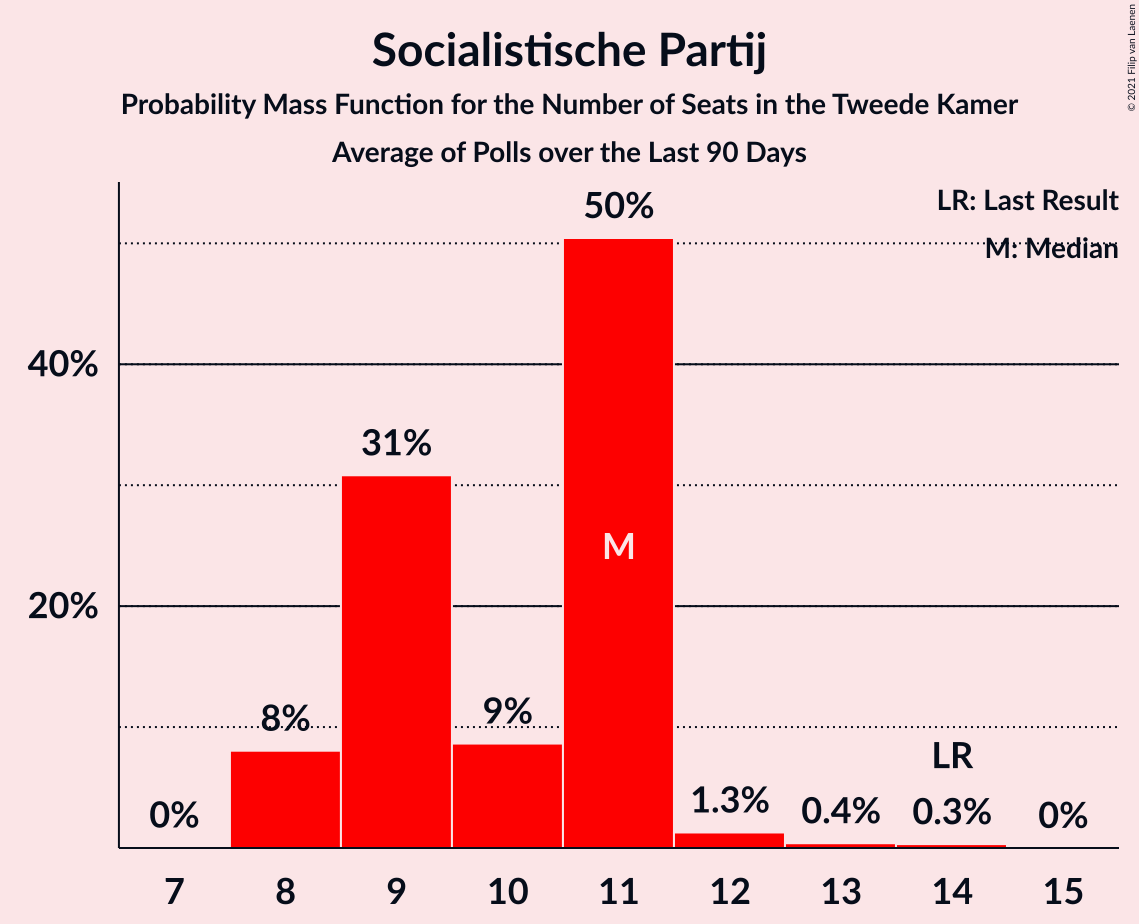 Socialistische Partij
Probability Mass Function for the Number of Seats in the Tweede Kamer
Average of Polls over the Last 90 Days
© 2021 Filip van Laenen
LR: Last Result
M: Median
50%
40%
31%
M
20%
8%
9%
LR
0%
1.3%
0.4%
0.3%
0%
7 8 9 10 11 12 13 14 15